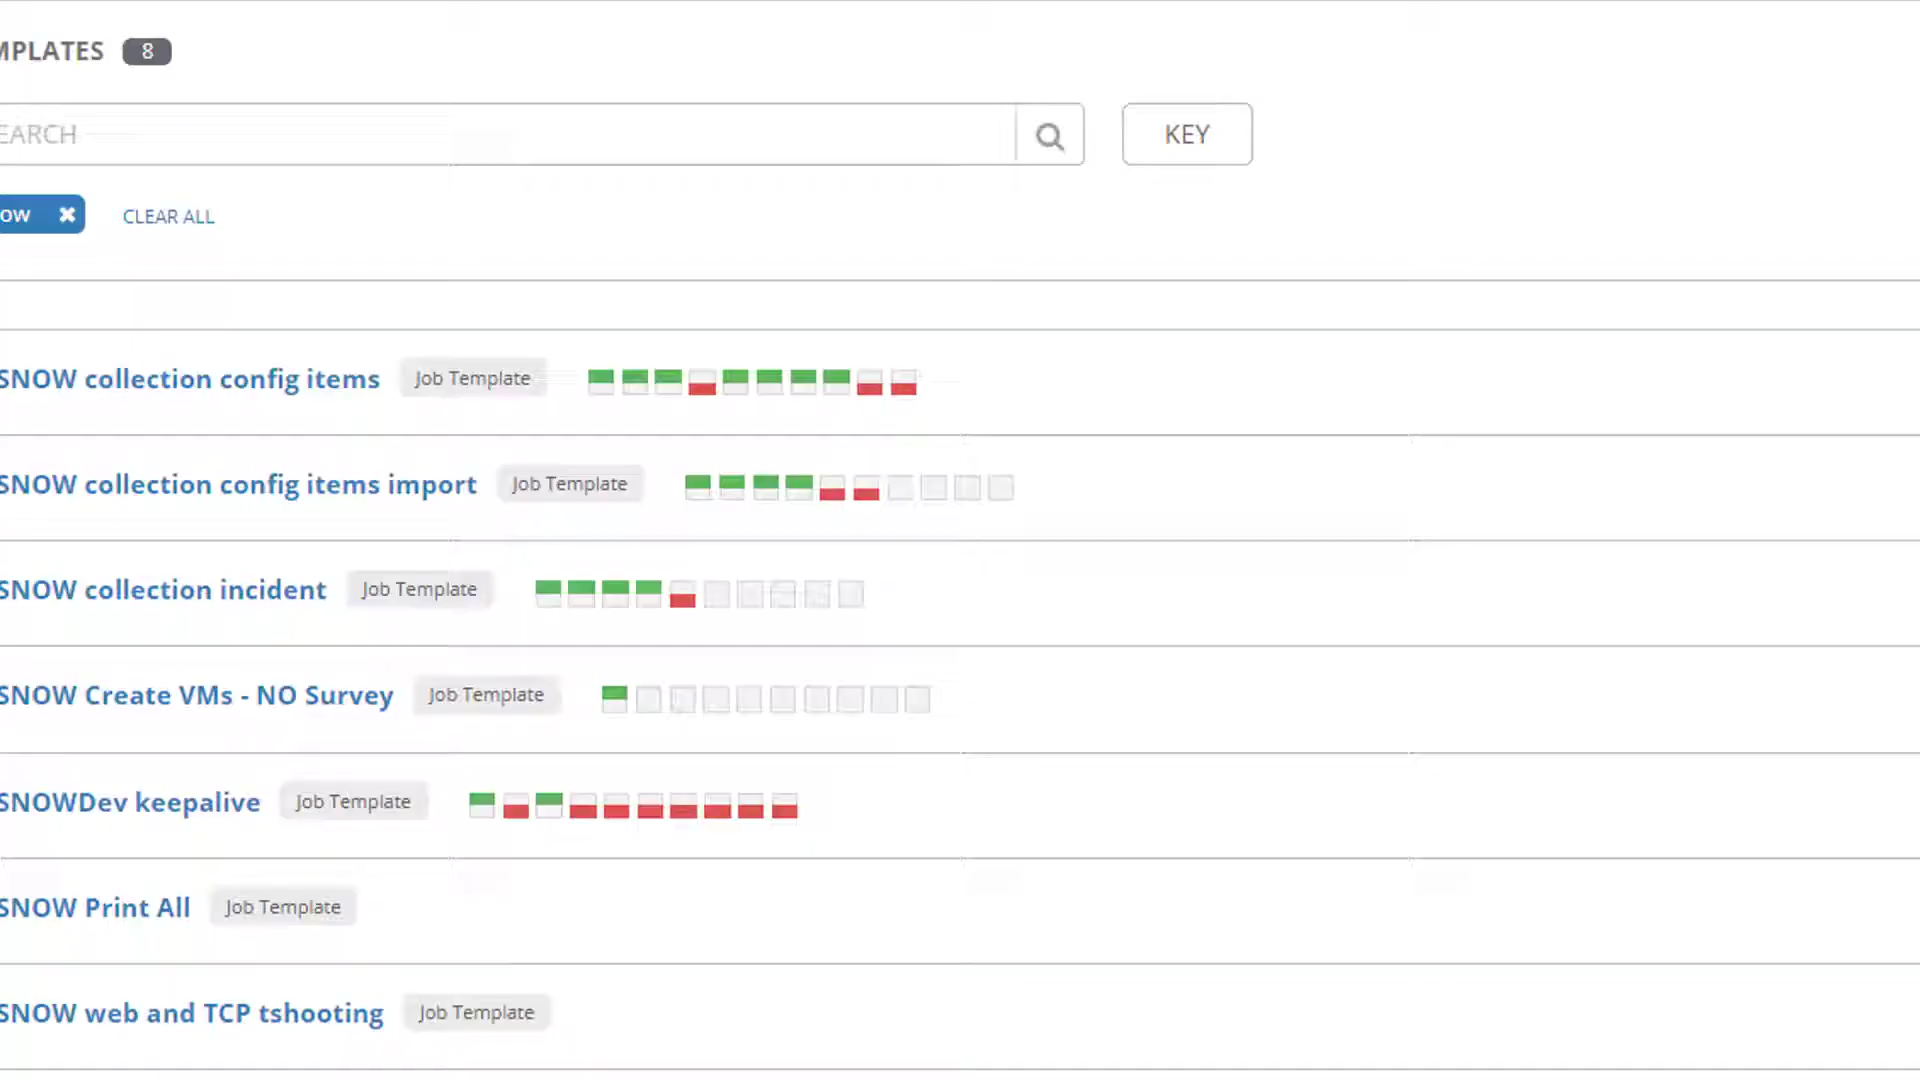 MPLATES 8
EARCH
KEY
OW ✖ CLEAR ALL
SNOW collection config items Job Template
SNOW collection config items import Job Template
SNOW collection incident Job Template
SNOW Create VMs - NO Survey Job Template
SNOWDev keepalive Job Template
SNOW Print All Job Template
SNOW web and TCP tshooting Job Template